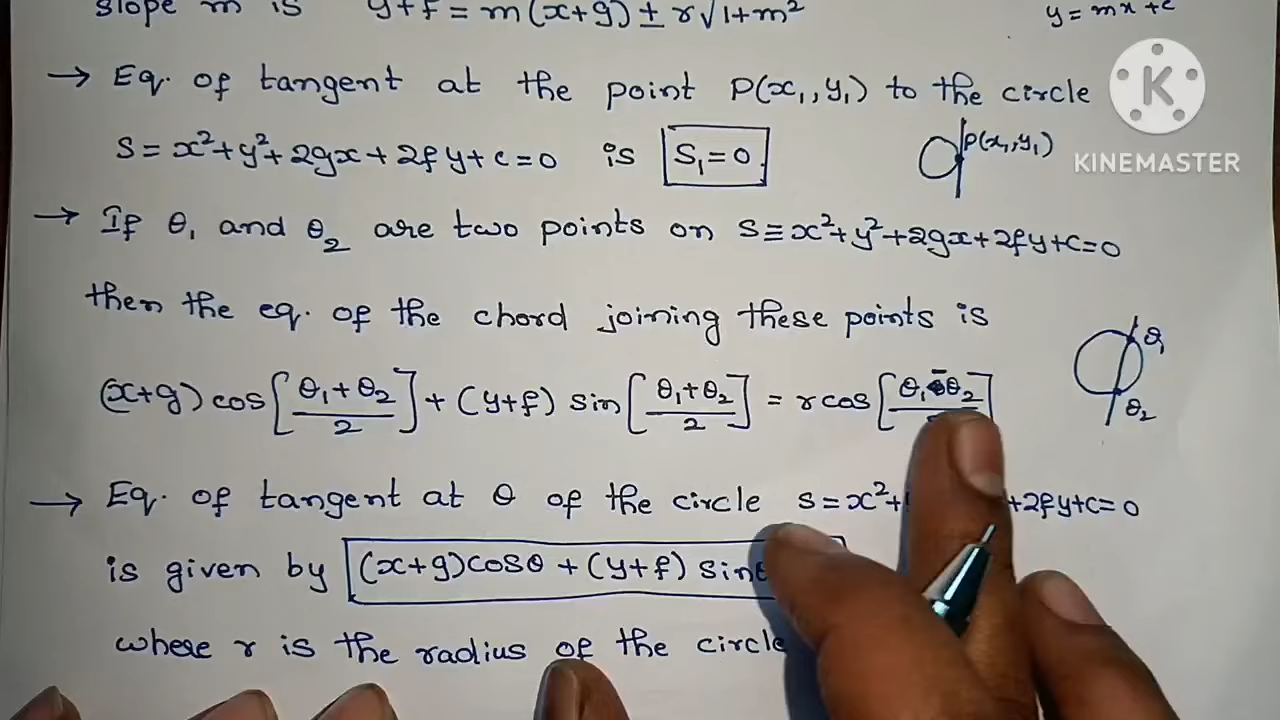 slope m is y+f = m(x+g) ± r√1+m²
y = mx + c
→ Eq. of tangent at the point P(x₁, y₁) to the circle
S = x²+y²+2gx+2fy+c=0 is S₁=0.
P(x₁,y₁)
K
KINEMASTER
→ If θ₁ and θ₂ are two points on S≡x²+y²+2gx+2fy+c=0
then the eq. of the chord joining these points is
(x+g) cos[θ₁+θ₂/2] + (y+f) sin[θ₁+θ₂/2] = r cos[θ₁-θ₂
θ₁
θ₂
→ Eq. of tangent at θ of the circle S = x²+ +2fy+c=0
is given by (x+g)cosθ + (y+f) sinθ
where r is the radius of the circle